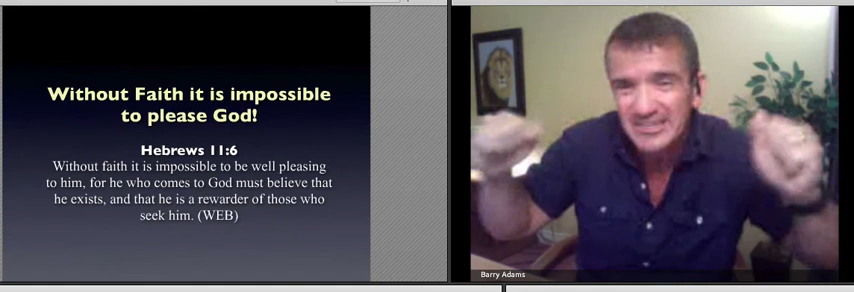 Without Faith it is impossible
to please God!
Hebrews 11:6
Without faith it is impossible to be well pleasing
to him, for he who comes to God must believe that
he exists, and that he is a rewarder of those who
seek him. (WEB)
Barry Adams